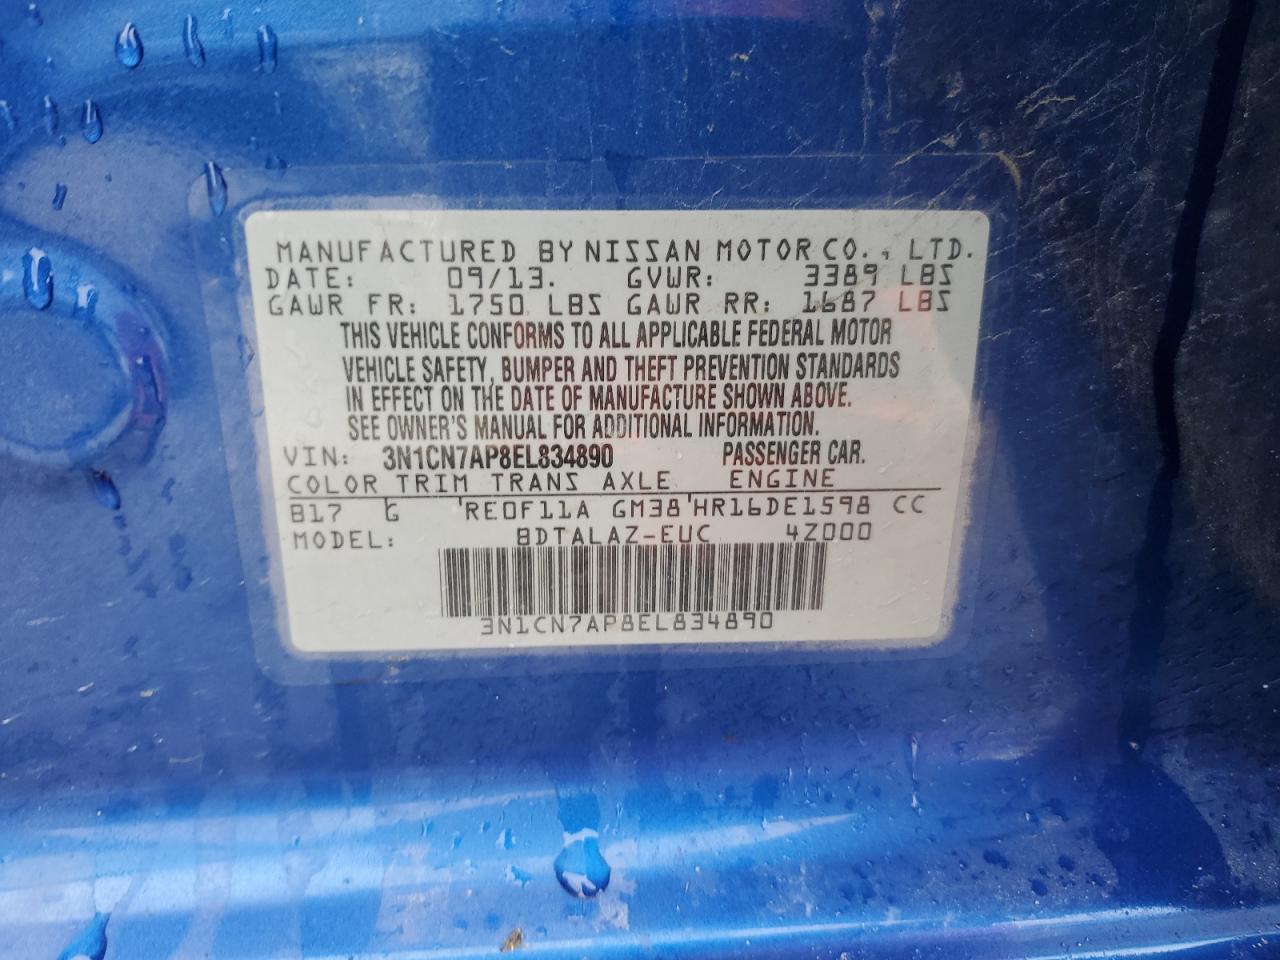 MANUFACTURED BY NISSAN MOTOR CO., LTD.
DATE: 09/13. GVWR: 3389 LBS
GAWR FR: 1750 LBS GAWR RR: 1687 LBS
THIS VEHICLE CONFORMS TO ALL APPLICABLE FEDERAL MOTOR
VEHICLE SAFETY, BUMPER AND THEFT PREVENTION STANDARDS
IN EFFECT ON THE DATE OF MANUFACTURE SHOWN ABOVE.
SEE OWNER'S MANUAL FOR ADDITIONAL INFORMATION.
VIN: 3N1CN7AP8EL834890 PASSENGER CAR.
COLOR TRIM TRANS AXLE ENGINE
B17 G RE0F11A GM38 HR16DE1598 CC
MODEL: BDTALAZ-EUC 4Z000
3N1CN7AP8EL834890